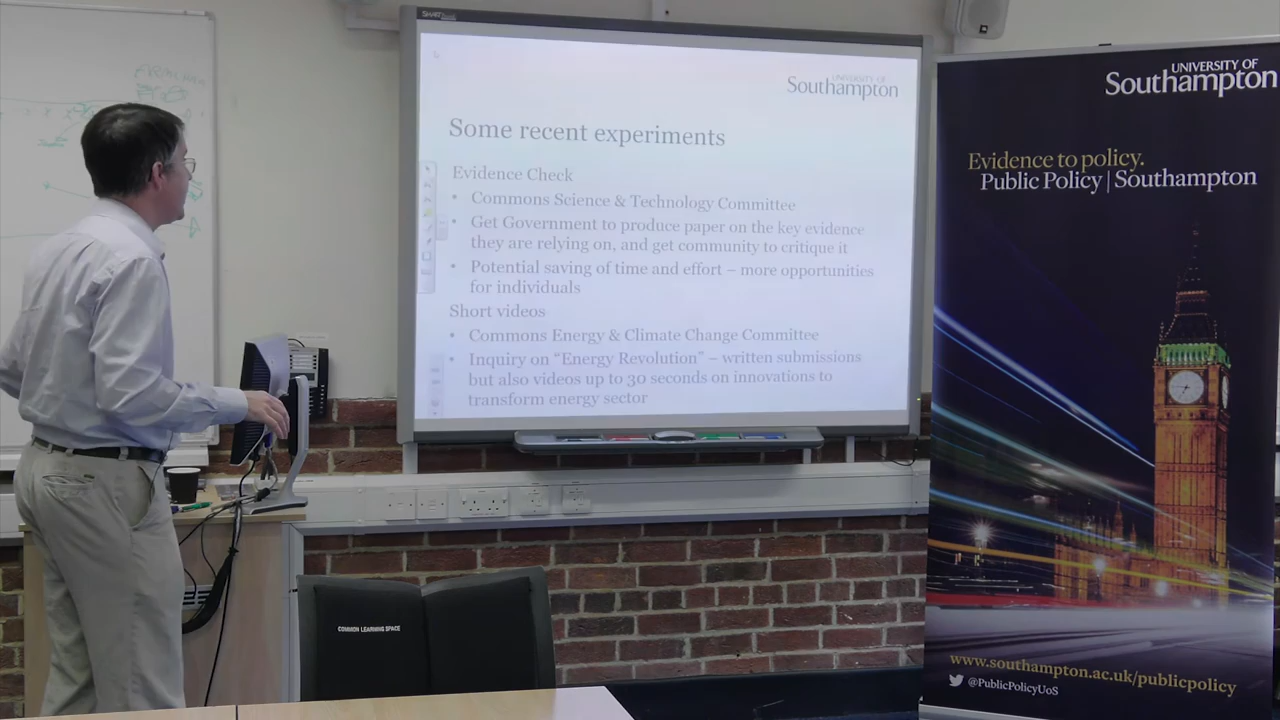 SMART
UNIVERSITY OF
Southampton
Some recent experiments
Evidence Check
• Commons Science & Technology Committee
• Get Government to produce paper on the key evidence
they are relying on, and get community to critique it
• Potential saving of time and effort – more opportunities
for individuals
Short videos
• Commons Energy & Climate Change Committee
• Inquiry on “Energy Revolution” – written submissions
but also videos up to 30 seconds on innovations to
transform energy sector
COMMON LEARNING SPACE
UNIVERSITY OF
Southampton
Evidence to policy.
Public Policy | Southampton
www.southampton.ac.uk/publicpolicy
@PublicPolicyUoS